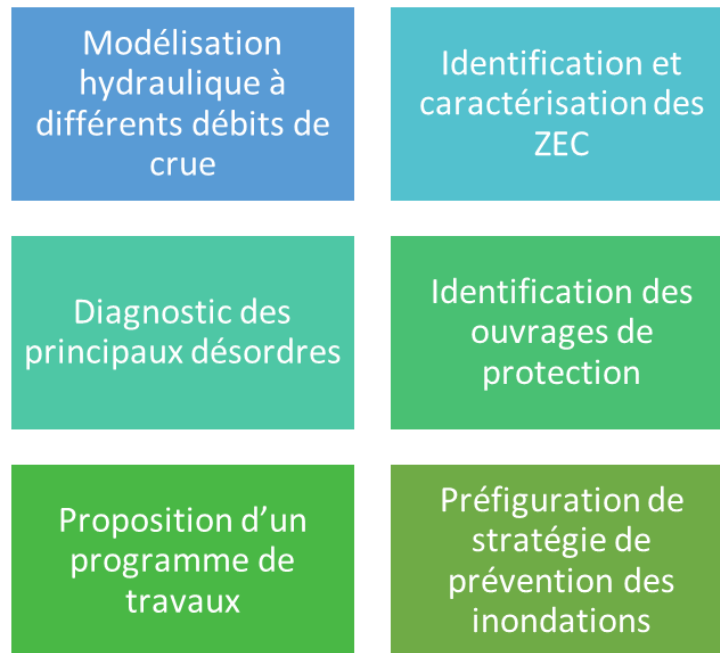 Modélisation
hydraulique à
différents débits de
crue
Identification et
caractérisation des
ZEC
Diagnostic des
principaux désordres
Identification des
ouvrages de
protection
Proposition d'un
programme de
travaux
Préfiguration de
stratégie de
prévention des
inondations